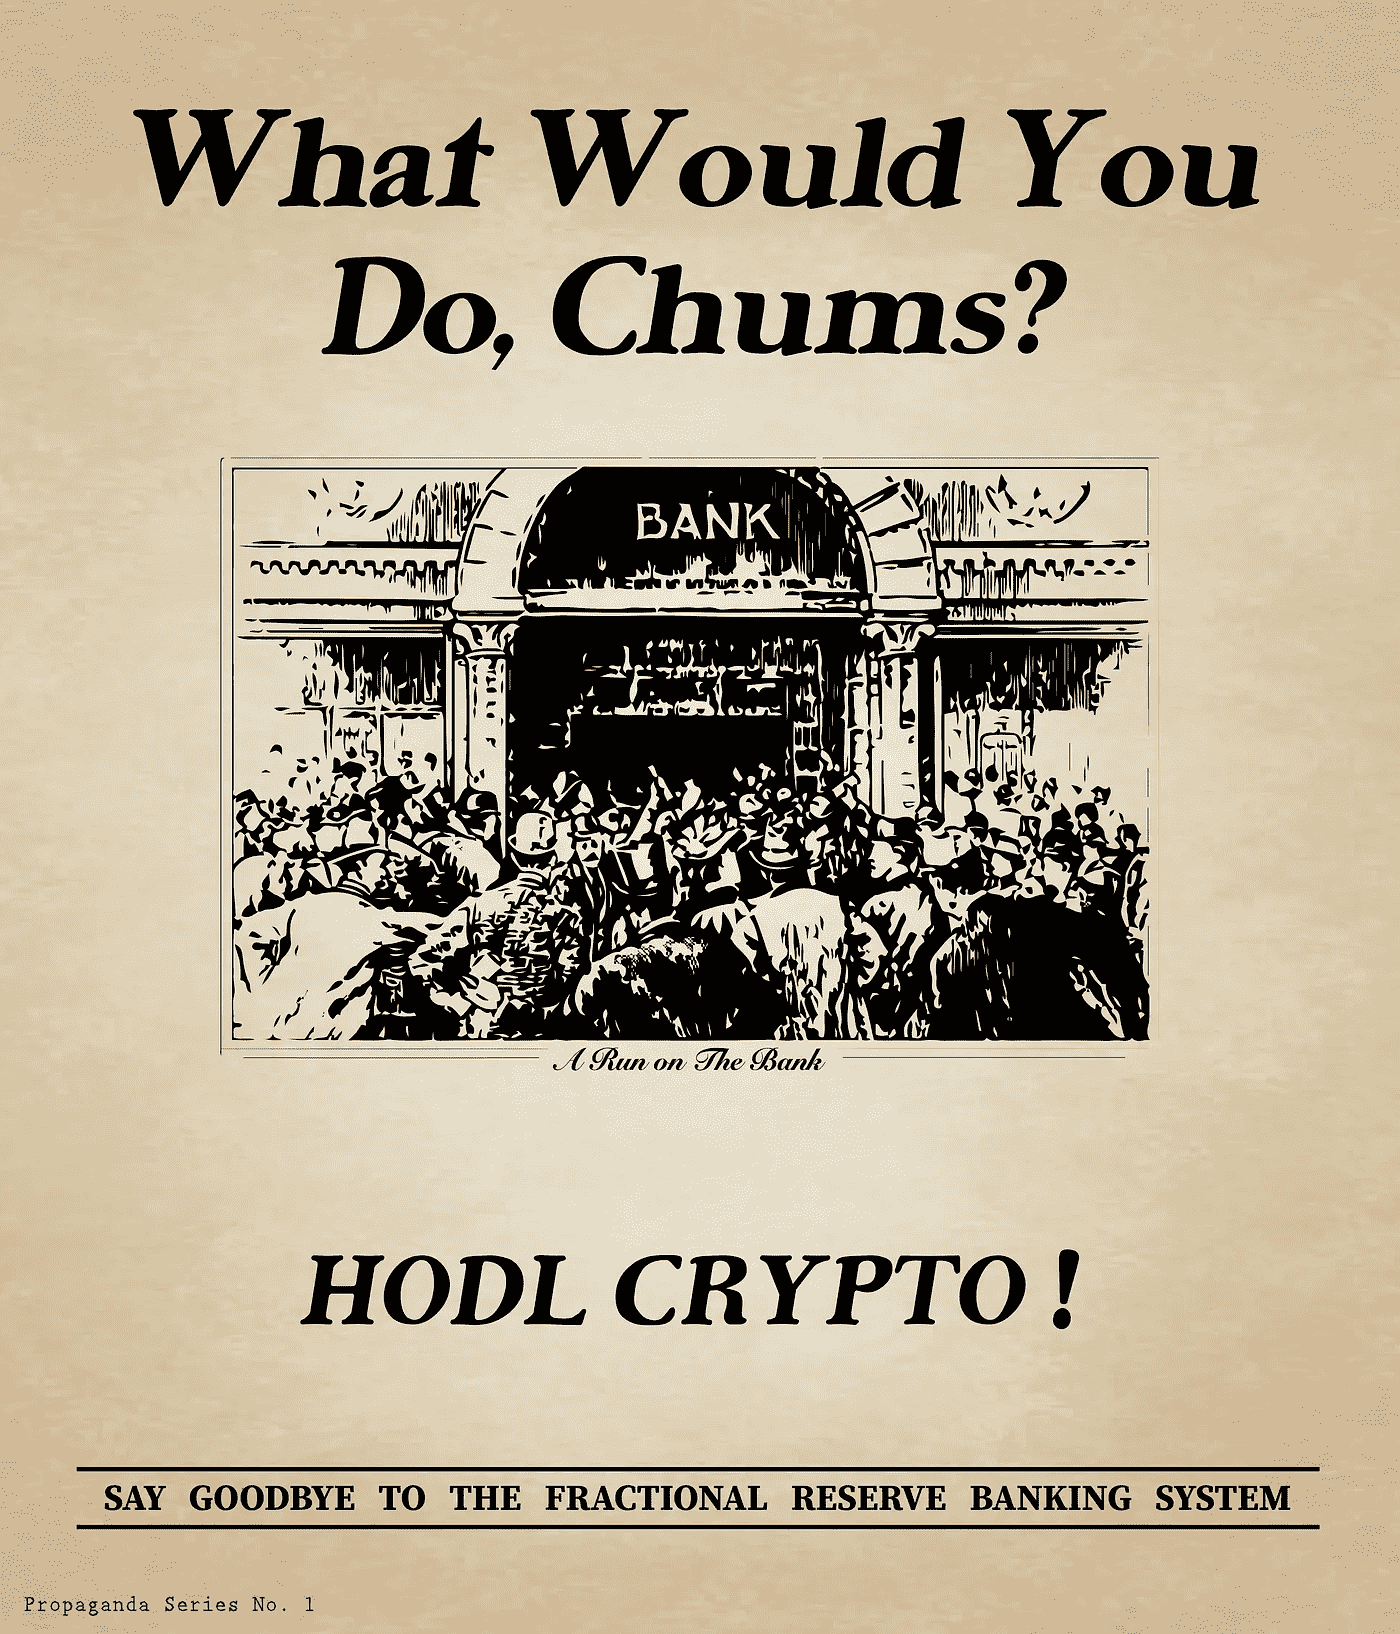 What Would You
Do, Chums?
BANK
A Run on The Bank
HODL CRYPTO !
SAY GOODBYE TO THE FRACTIONAL RESERVE BANKING SYSTEM
Propaganda Series No. 1